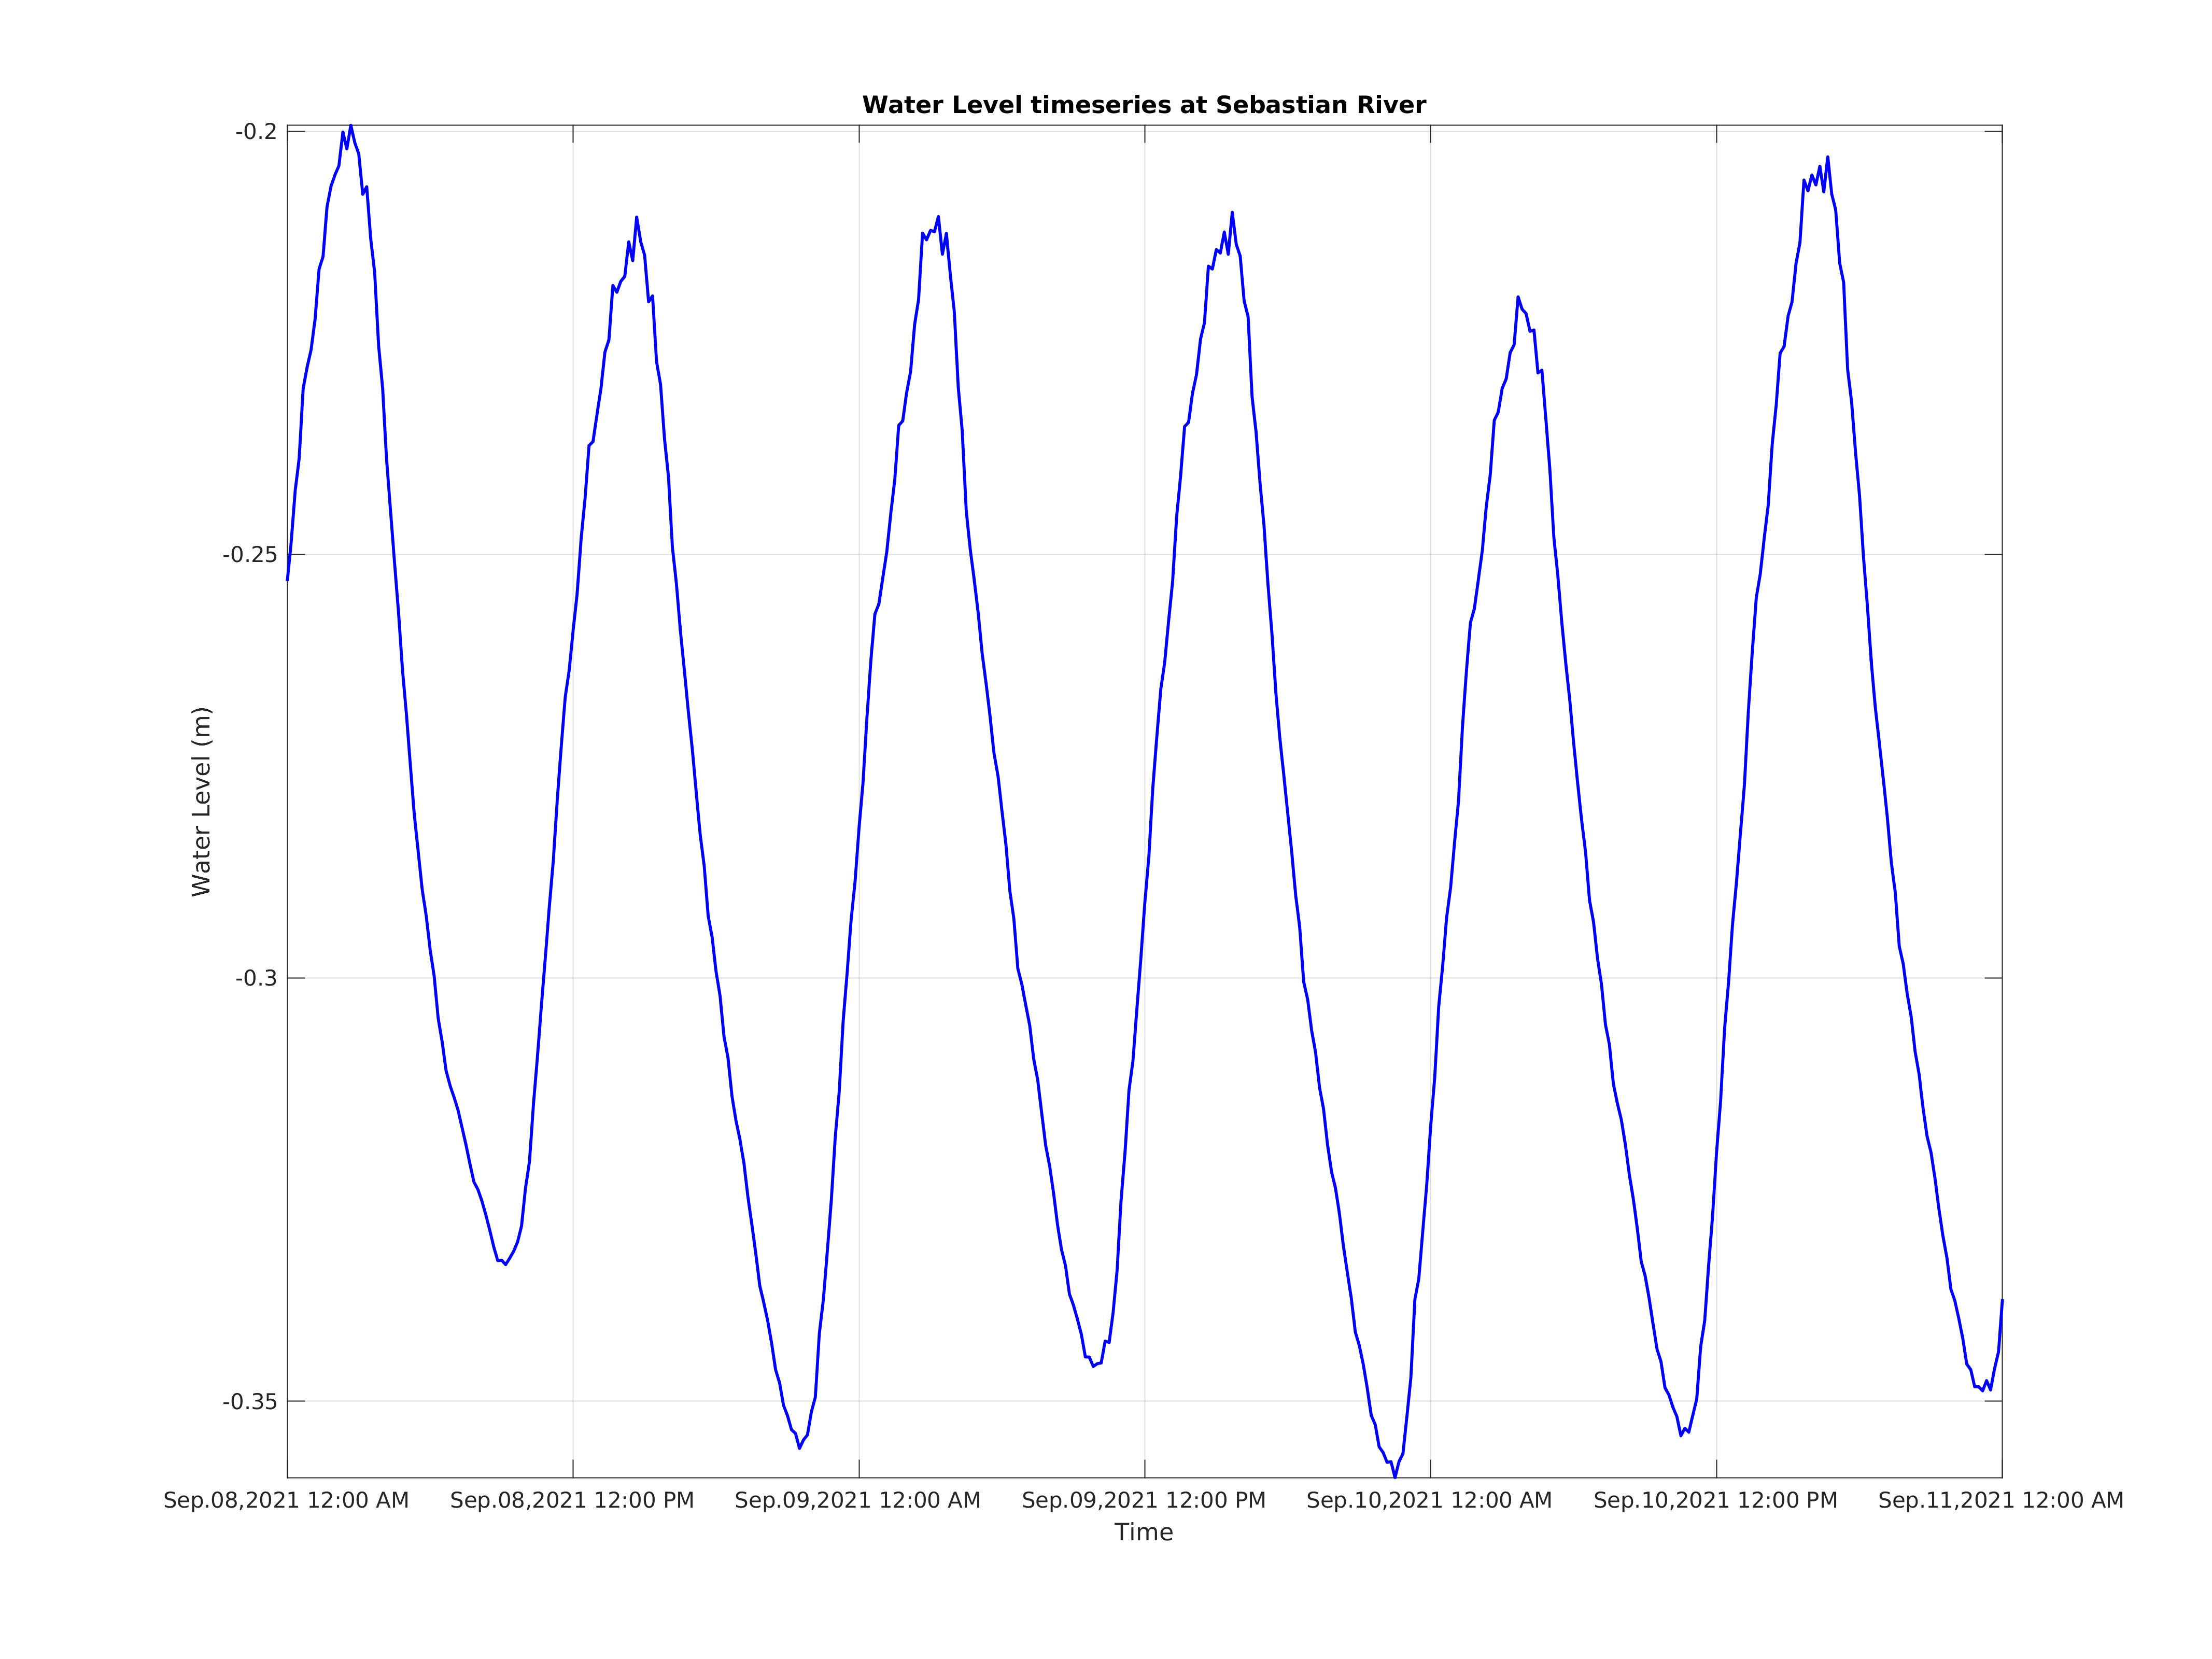 Water Level timeseries at Sebastian River
-0.2
-0.25
-0.3
-0.35
Water Level (m)
Sep.08,2021 12:00 AM Sep.08,2021 12:00 PM Sep.09,2021 12:00 AM Sep.09,2021 12:00 PM Sep.10,2021 12:00 AM Sep.10,2021 12:00 PM Sep.11,2021 12:00 AM
Time